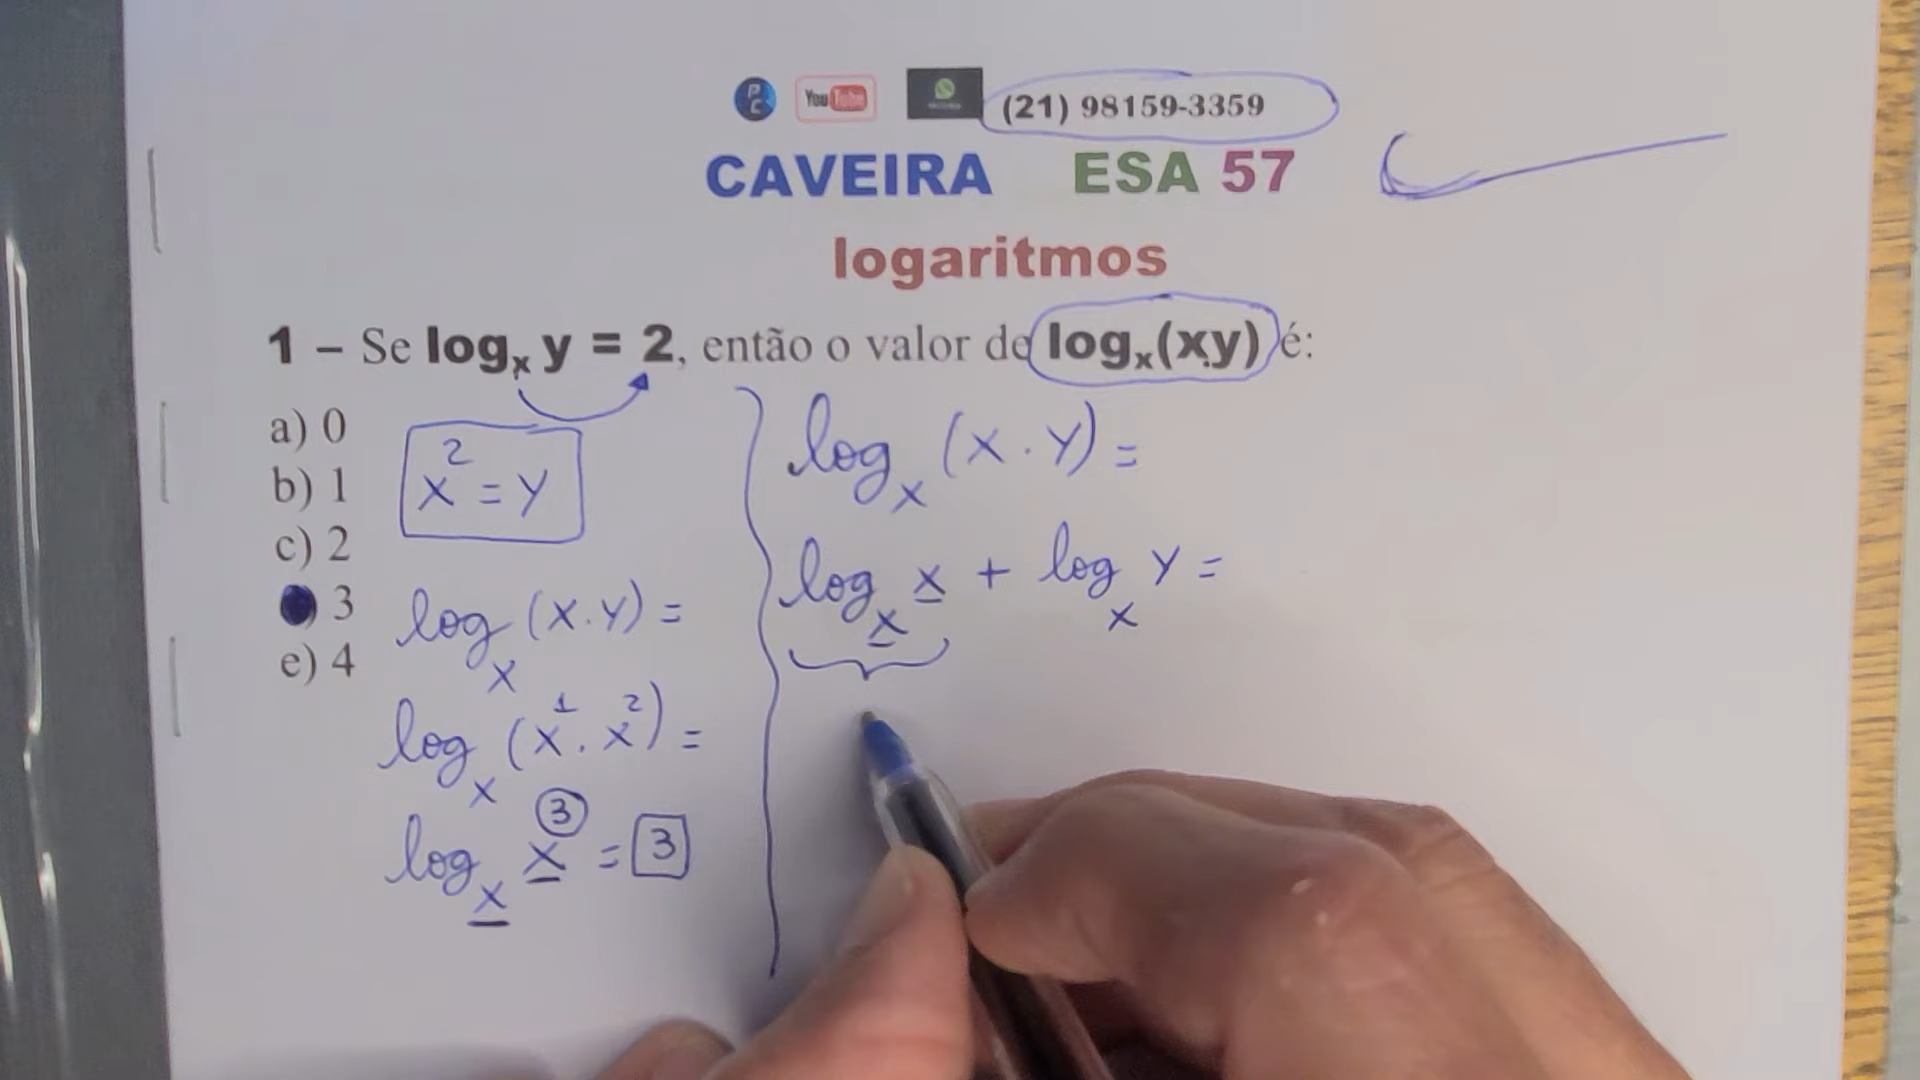 YouTube (21) 98159-3359
CAVEIRA ESA 57
logaritmos
1 – Se logₓ y = 2, então o valor de logₓ(xy) é:
a) 0
b) 1
c) 2
3
e) 4
x² = y
logₓ (x.y) =
logₓ (x¹. x²) =
logₓ x³ = 3
logₓ (x . y) =
logₓ x + logₓ y =